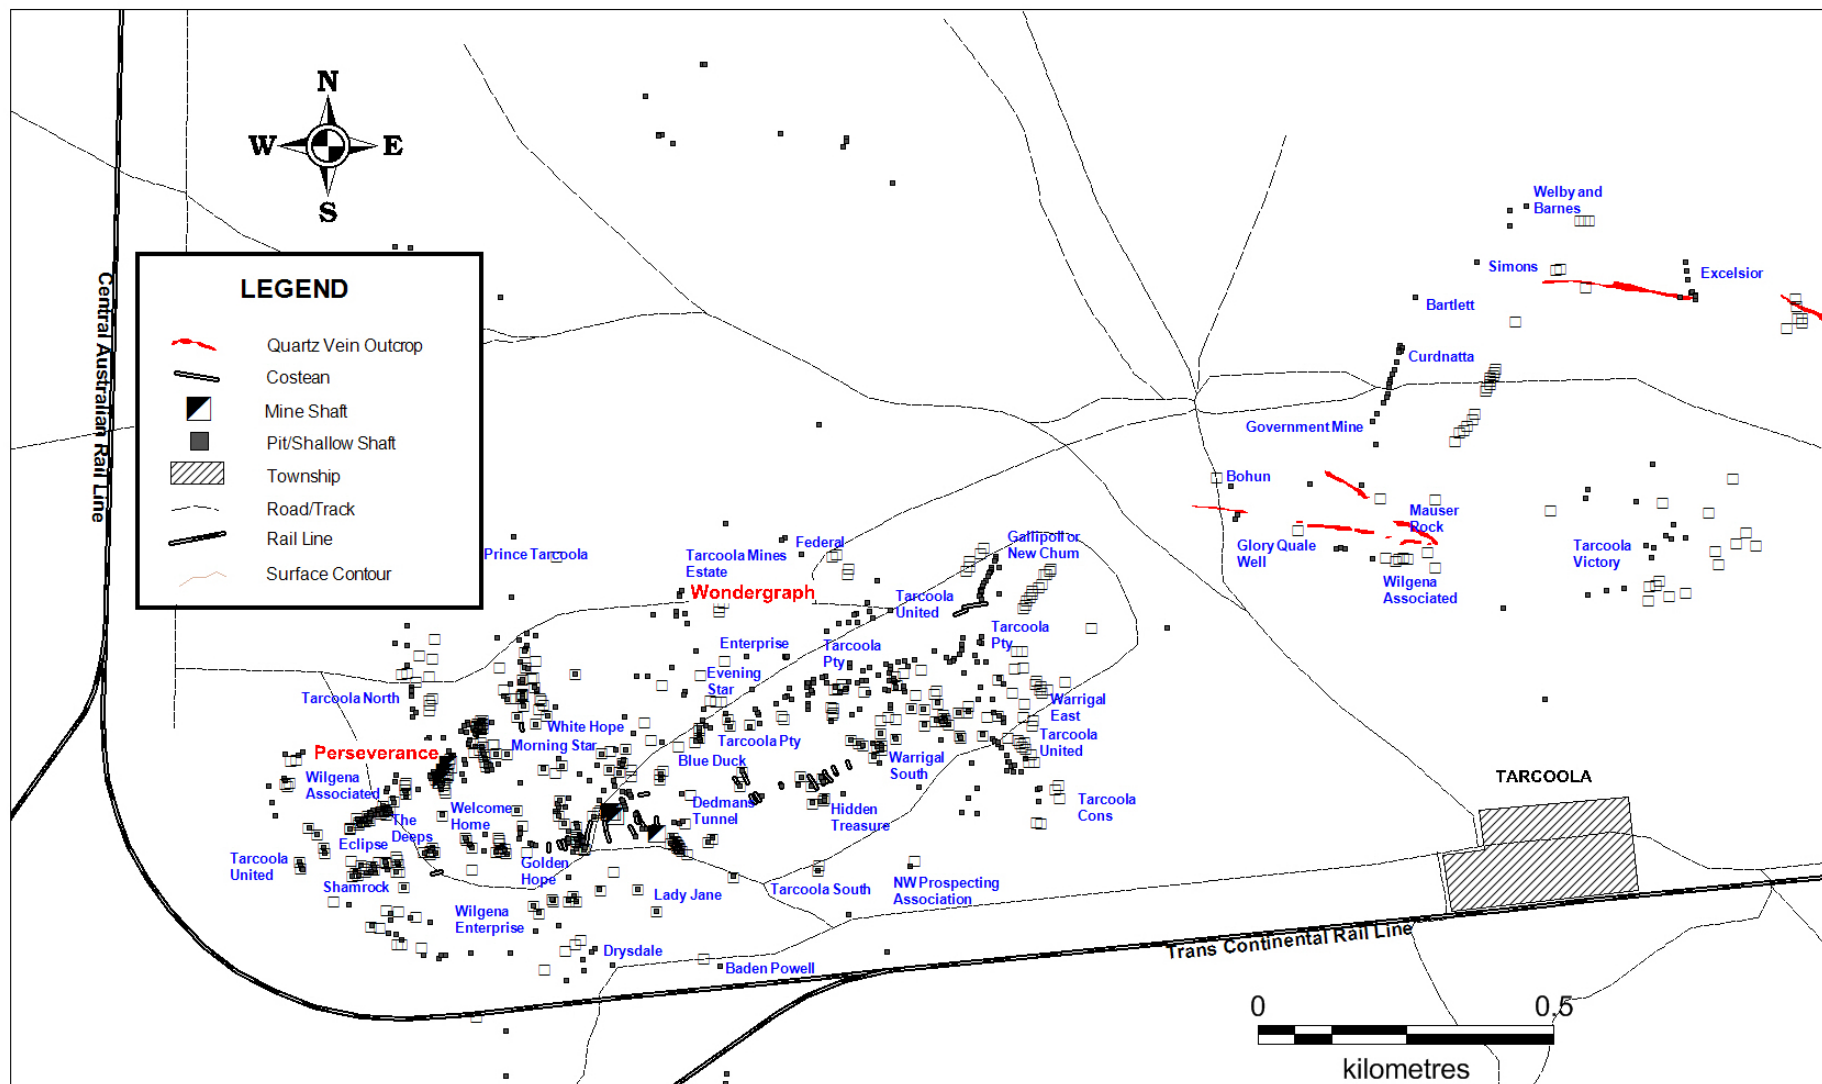 N
W
E
S
LEGEND
Quartz Vein Outcrop
Costean
Mine Shaft
Pit/Shallow Shaft
Township
Road/Track
Rail Line
Surface Contour
Central Australian Rail Line
Welby and
Barnes
Simons
Excelsior
Bartlett
Curdnatta
Government Mine
Bohun
Mauser
Rock
Glory Quale
Well
Wilgena
Associated
Tarcoola
Victory
Prince Tarcoola
Tarcoola Mines
Estate
Federal
Gallipoli or
New Chum
Wondergraph
Tarcoola
United
Enterprise
Tarcoola
Pty
Tarcoola
Pty
Evening
Star
Tarcoola North
Warrigal
East
White Hope
Morning Star
Tarcoola Pty
Tarcoola
United
Perseverance
Blue Duck
Warrigal
South
Wilgena
Associated
TARCOOLA
Welcome
Home
Dedmans
Tunnel
Hidden
Treasure
Tarcoola
Cons
The
Deeps
Eclipse
Tarcoola
United
Golden
Hope
Shamrock
Lady Jane
Tarcoola South
NW Prospecting
Association
Wilgena
Enterprise
Drysdale
Baden Powell
Trans Continental Rail Line
0
0.5
kilometres